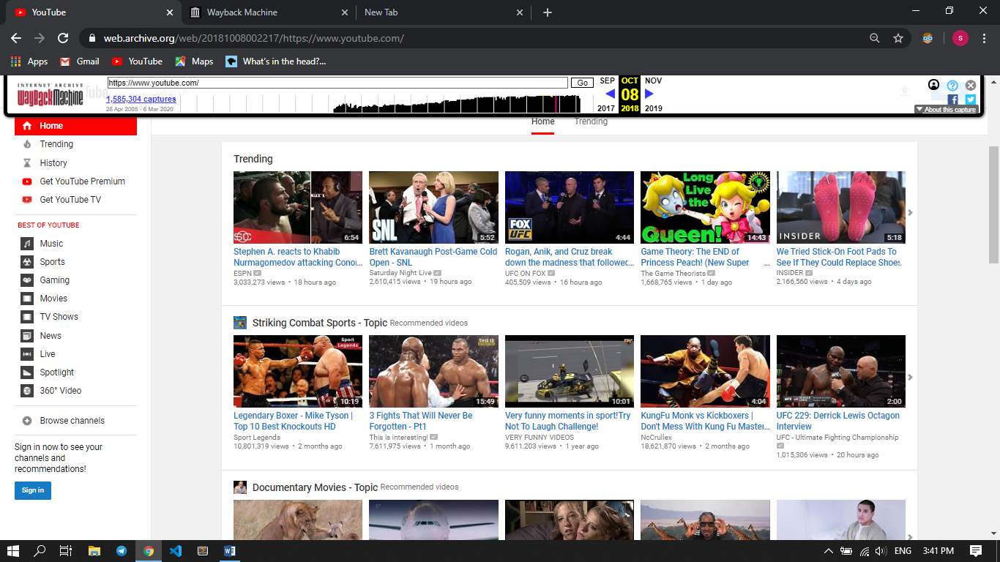 YouTube
Wayback Machine
New Tab
web.archive.org/web/20181008002217/https://www.youtube.com/
s
Apps
Gmail
YouTube
Maps
What's in the head?...
INTERNET ARCHIVE
WayBackMachine
https://www.youtube.com/
Go
1,585,304 captures
28 Apr 2005 - 6 Mar 2020
SEP OCT NOV
08
2017 2018 2019
About this capture
Home
Trending
History
Get YouTube Premium
Get YouTube TV
BEST OF YOUTUBE
Music
Sports
Gaming
Movies
TV Shows
News
Live
Spotlight
360° Video
Browse channels
Sign in now to see your
channels and
recommendations!
Sign in
Home Trending
Trending
SC
6:54
Stephen A. reacts to Khabib
Nurmagomedov attacking Cono...
ESPN
3,033,273 views • 18 hours ago
SNL
5:52
Brett Kavanaugh Post-Game Cold
Open - SNL
Saturday Night Live
2,610,415 views • 19 hours ago
FOX
UFC
4:44
Rogan, Anik, and Cruz break
down the madness that followed...
UFC ON FOX
405,509 views • 16 hours ago
Long
Live
the
Queen!
14:43
Game Theory: The END of
Princess Peach! (New Super ...
The Game Theorists
1,668,765 views • 1 day ago
INSIDER
5:18
We Tried Stick-On Foot Pads To
See If They Could Replace Shoes
INSIDER
2,166,560 views • 4 days ago
Striking Combat Sports - Topic Recommended videos
Sport
Legends
10:19
Legendary Boxer - Mike Tyson |
Top 10 Best Knockouts HD
Sport Legends
10,801,319 views • 2 months ago
THIS IS
15:49
3 Fights That Will Never Be
Forgotten - Pt1
This is interesting!
7,611,975 views • 1 month ago
EPIC
10:01
Very funny moments in sport!Try
Not To Laugh Challenge!
VERY FUNNY VIDEOS
9,611,203 views • 1 year ago
4:04
KungFu Monk vs Kickboxers |
Don't Mess With Kung Fu Master...
NcCrullex
18,621,870 views • 2 months ago
2:00
UFC 229: Derrick Lewis Octagon
Interview
UFC - Ultimate Fighting Championship
1,015,306 views • 20 hours ago
Documentary Movies - Topic Recommended videos
ENG
3:41 PM